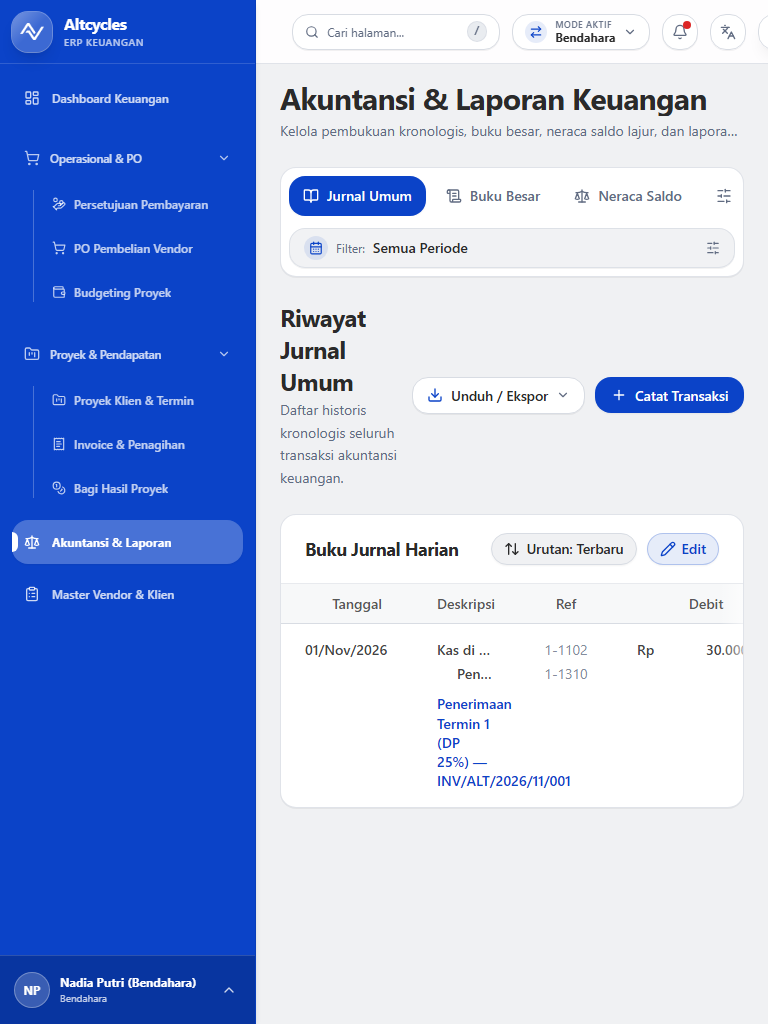 Altcycles
ERP KEUANGAN
Dashboard Keuangan
Operasional & PO
Persetujuan Pembayaran
PO Pembelian Vendor
Budgeting Proyek
Proyek & Pendapatan
Proyek Klien & Termin
Invoice & Penagihan
Bagi Hasil Proyek
Akuntansi & Laporan
Master Vendor & Klien
NP
Nadia Putri (Bendahara)
Bendahara
Cari halaman...
/
MODE AKTIF
Bendahara
Akuntansi & Laporan Keuangan
Kelola pembukuan kronologis, buku besar, neraca saldo lajur, dan lapora...
Jurnal Umum
Buku Besar
Neraca Saldo
Filter: Semua Periode
Riwayat
Jurnal
Umum
Daftar historis
kronologis seluruh
transaksi akuntansi
keuangan.
Unduh / Ekspor
Catat Transaksi
Buku Jurnal Harian
Urutan: Terbaru
Edit
Tanggal Deskripsi Ref Debit
01/Nov/2026 Kas di ... 1-1102 Rp 30.000
Pen... 1-1310
Penerimaan
Termin 1
(DP
25%) —
INV/ALT/2026/11/001